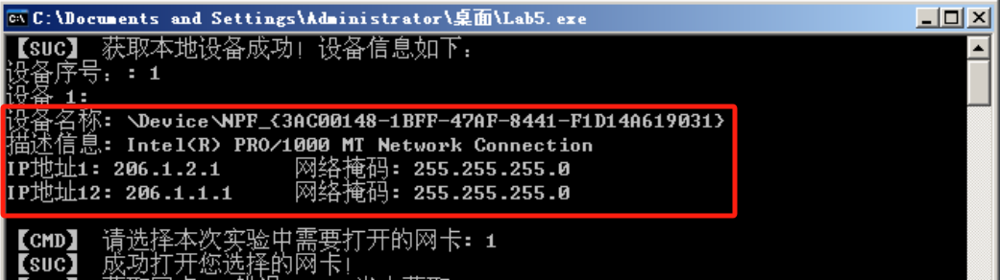 C:\Documents and Settings\Administrator\桌面\Lab5.exe
【SUC】 获取本地设备成功！设备信息如下：
设备序号：: 1
设备 1:
设备名称: \Device\NPF_{3AC00148-1BFF-47AF-8441-F1D14A619031}
描述信息: Intel(R) PRO/1000 MT Network Connection
IP地址1: 206.1.2.1 网络掩码: 255.255.255.0
IP地址12: 206.1.1.1 网络掩码: 255.255.255.0
【CMD】 请选择本次实验中需要打开的网卡: 1
【SUC】 成功打开您选择的网卡！